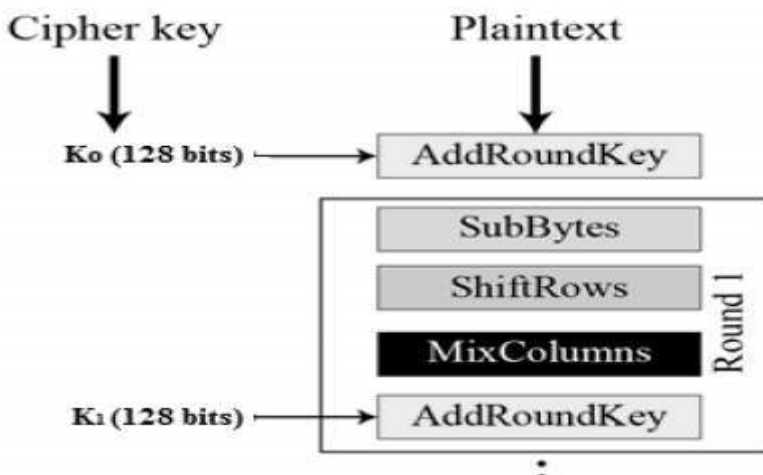 Cipher key Plaintext
K0 (128 bits) AddRoundKey
SubBytes
ShiftRows
MixColumns
Round 1
K1 (128 bits) AddRoundKey